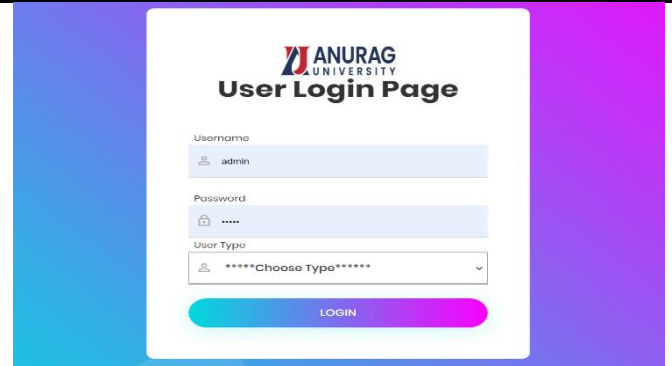 ANURAG
UNIVERSITY
User Login Page
Username
admin
Password
•••••
User Type
*****Choose Type******
LOGIN